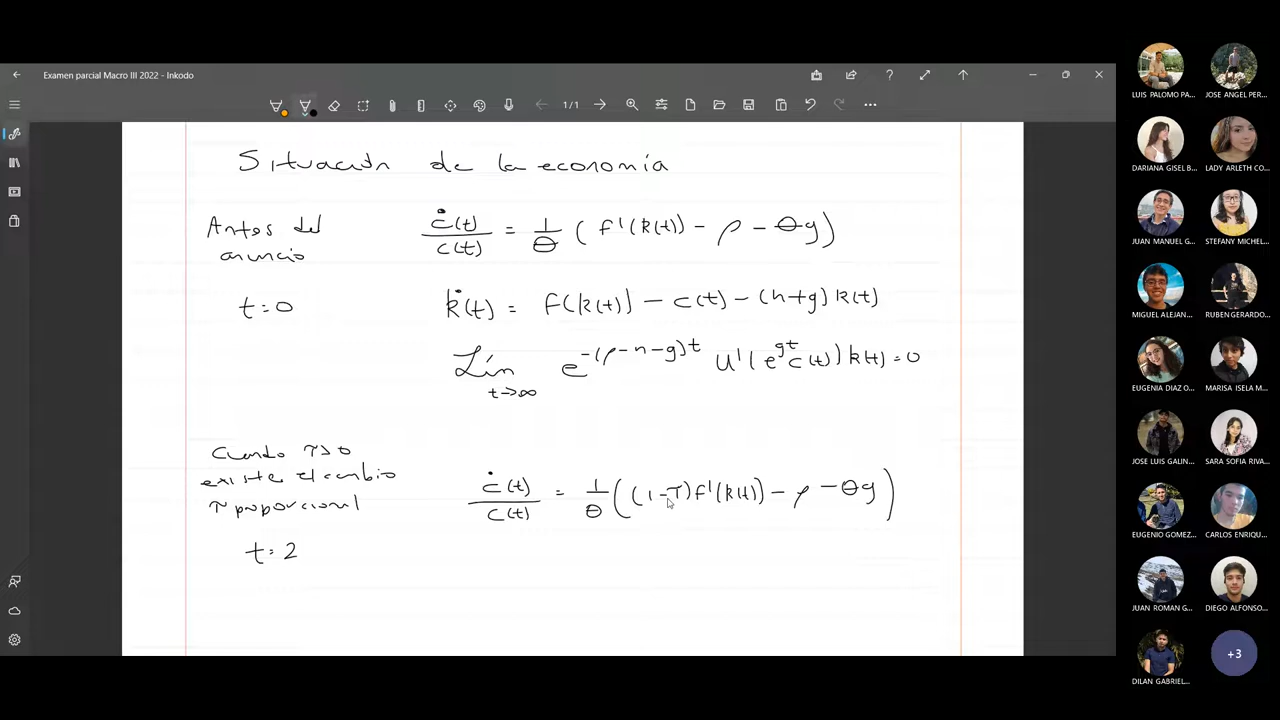 Examen parcial Macro III 2022 - Inkodo
1/1
Situación de la economía
Antes del
anuncio
t=0
ċ(t)/c(t) = 1/θ (f'(k(t)) - ρ - θg)
k̇(t) = f(k(t)) - c(t) - (n+g)k(t)
Lím t→∞ e^-(ρ-n-g)t u'(e^gt c(t))k(t)=0
Cuando τ>0
existe el cambio
τ proporcional
t=2
ċ(t)/c(t) = 1/θ ((1-τ)f'(k(t)) - ρ - θg)
LUIS PALOMO PA...
JOSE ANGEL PER...
DARIANA GISEL B...
LADY ARLETH CO...
JUAN MANUEL G...
STEFANY MICHEL...
MIGUEL ALEJAN...
RUBEN GERARDO...
EUGENIA DIAZ O...
MARISA ISELA M...
JOSE LUIS GALIN...
SARA SOFIA RIVA...
EUGENIO GOMEZ...
CARLOS ENRIQU...
JUAN ROMAN G...
DIEGO ALFONSO...
DILAN GABRIEL...
+3